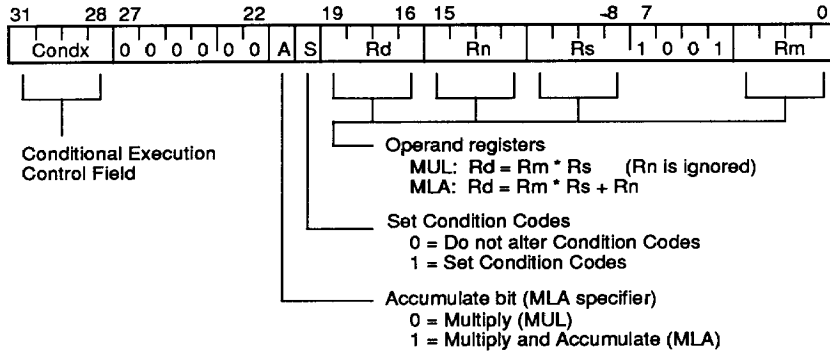 31 28 27 22 19 16 15 -8 7 0
Condx 0 0 0 0 0 0 A S Rd Rn Rs 1 0 0 1 Rm
Conditional Execution
Control Field
Operand registers
MUL: Rd = Rm * Rs (Rn is ignored)
MLA: Rd = Rm * Rs + Rn
Set Condition Codes
0 = Do not alter Condition Codes
1 = Set Condition Codes
Accumulate bit (MLA specifier)
0 = Multiply (MUL)
1 = Multiply and Accumulate (MLA)